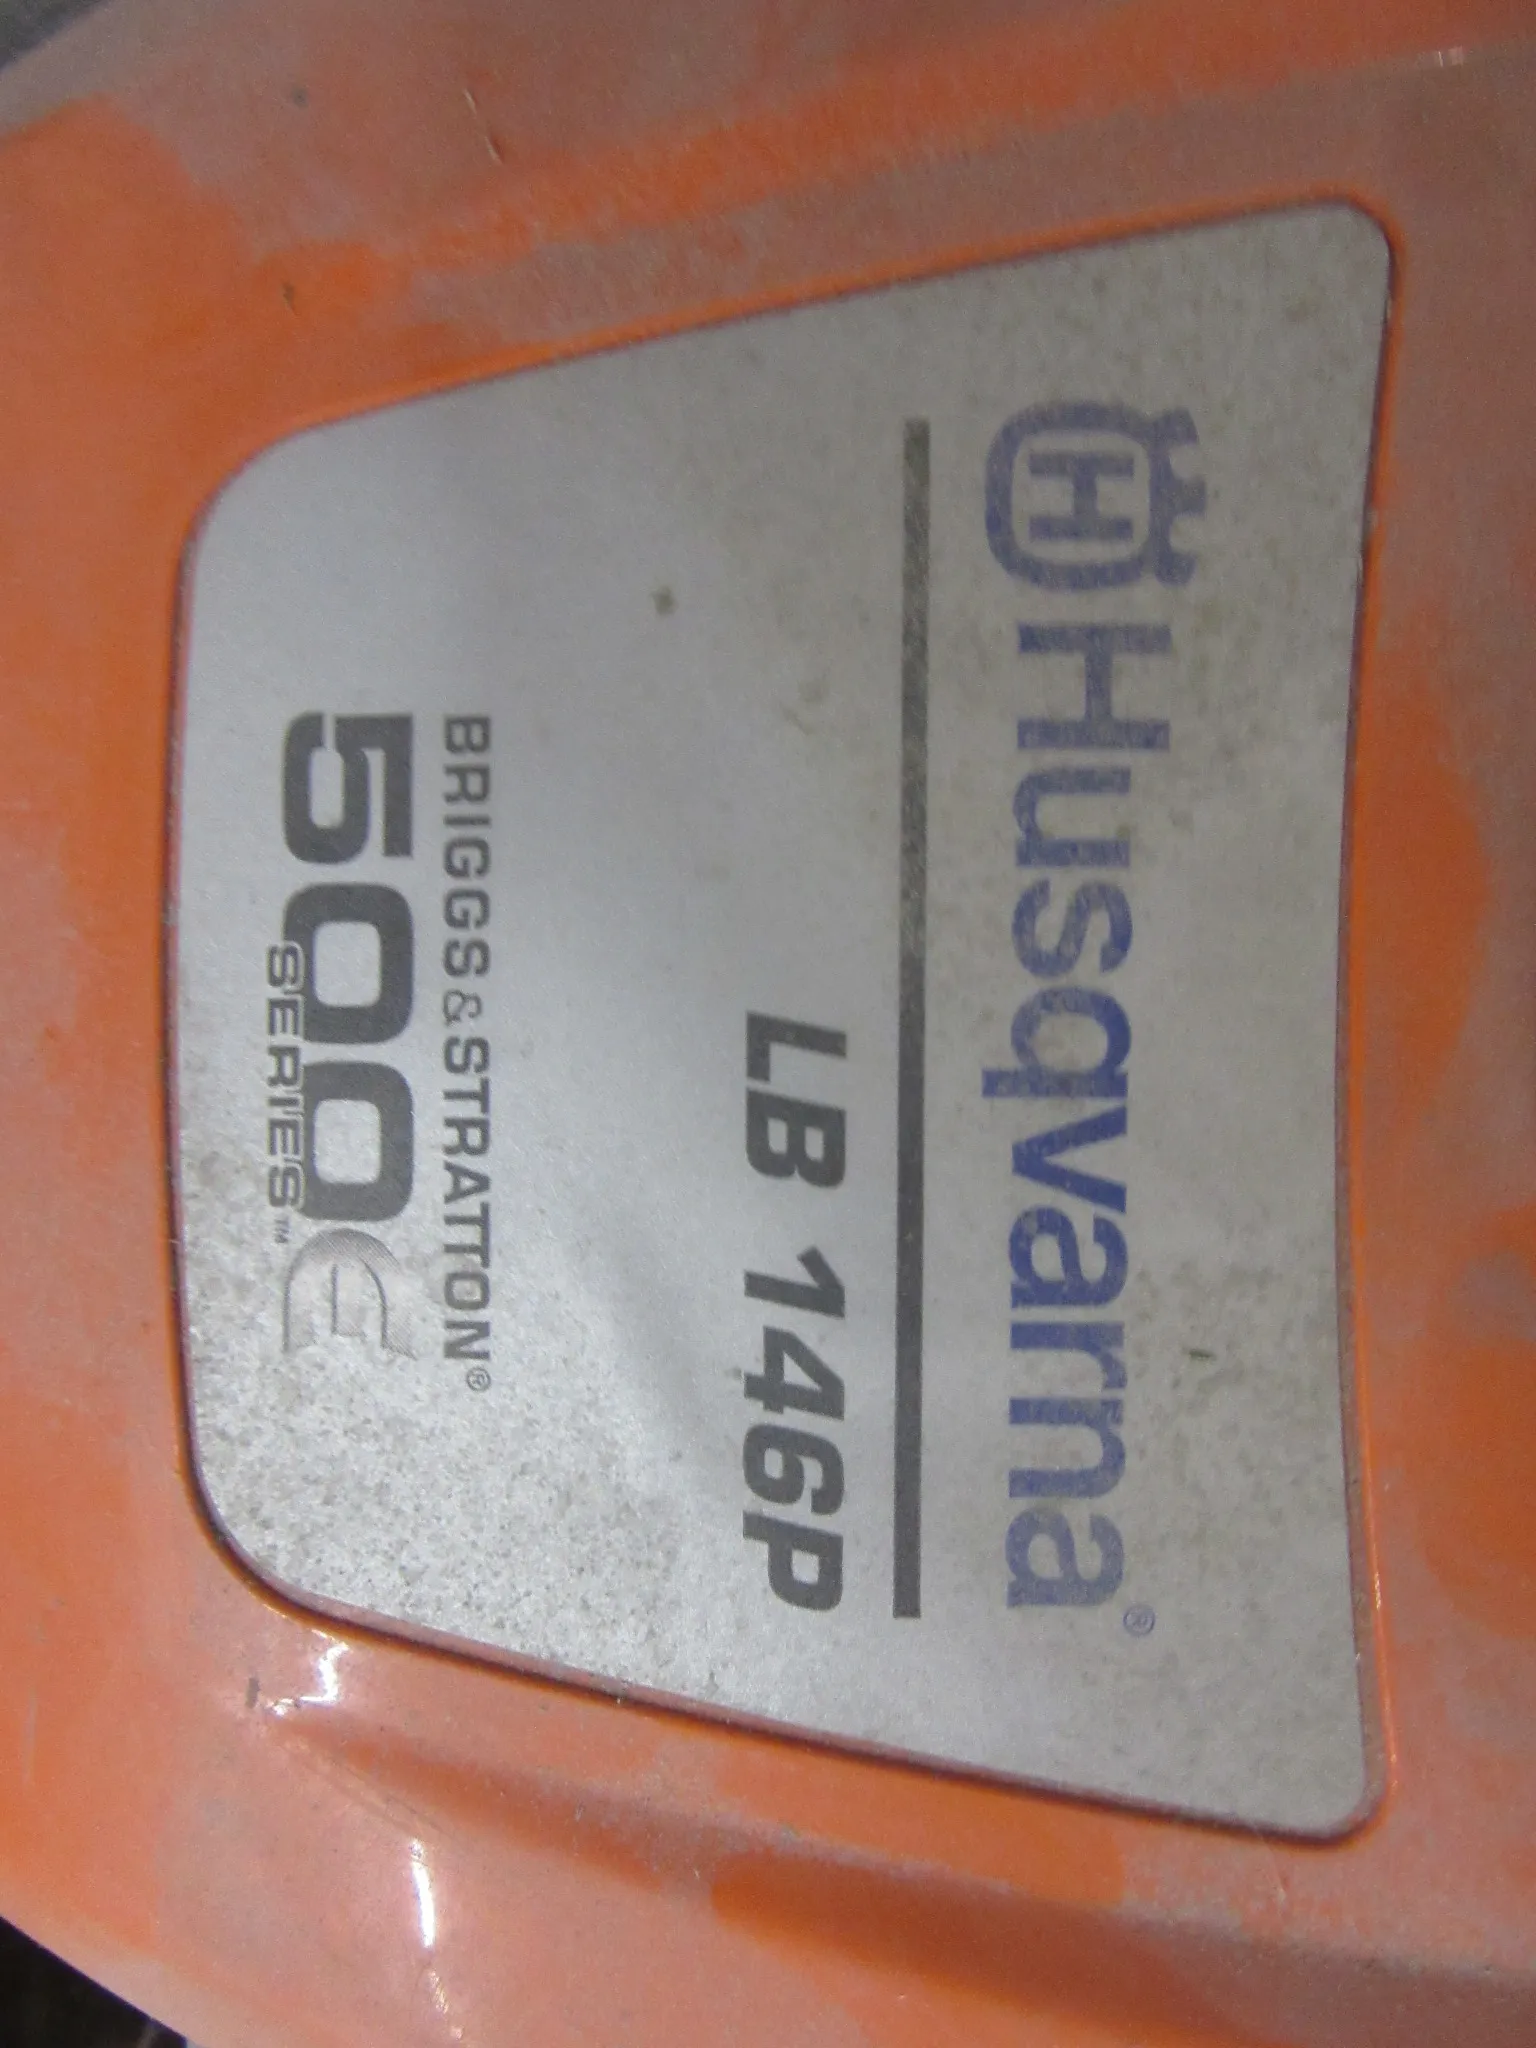 Husqvarna®
LB 146P
BRIGGS & STRATTON®
500E
SERIES™